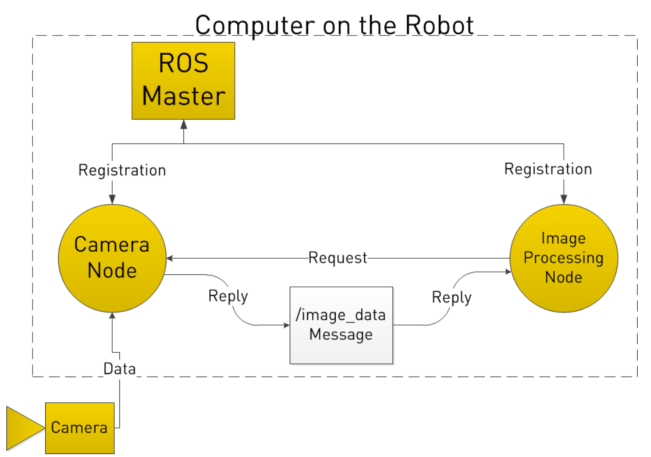 Computer on the Robot
ROS
Master
Registration
Registration
Camera
Node
Image
Processing
Node
Request
Reply
/image_data
Message
Reply
Data
Camera